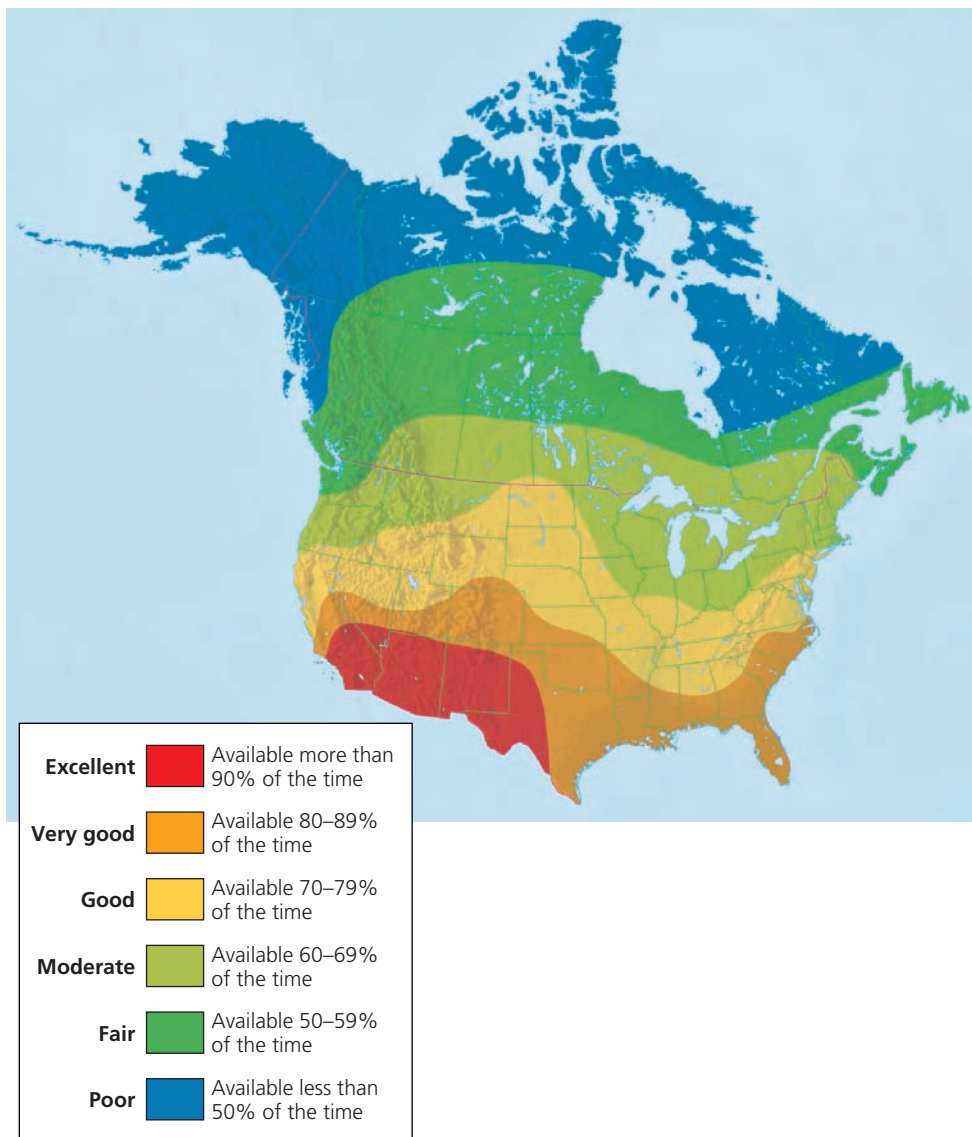 Excellent
Available more than
90% of the time
Very good
Available 80–89%
of the time
Good
Available 70–79%
of the time
Moderate
Available 60–69%
of the time
Fair
Available 50–59%
of the time
Poor
Available less than
50% of the time